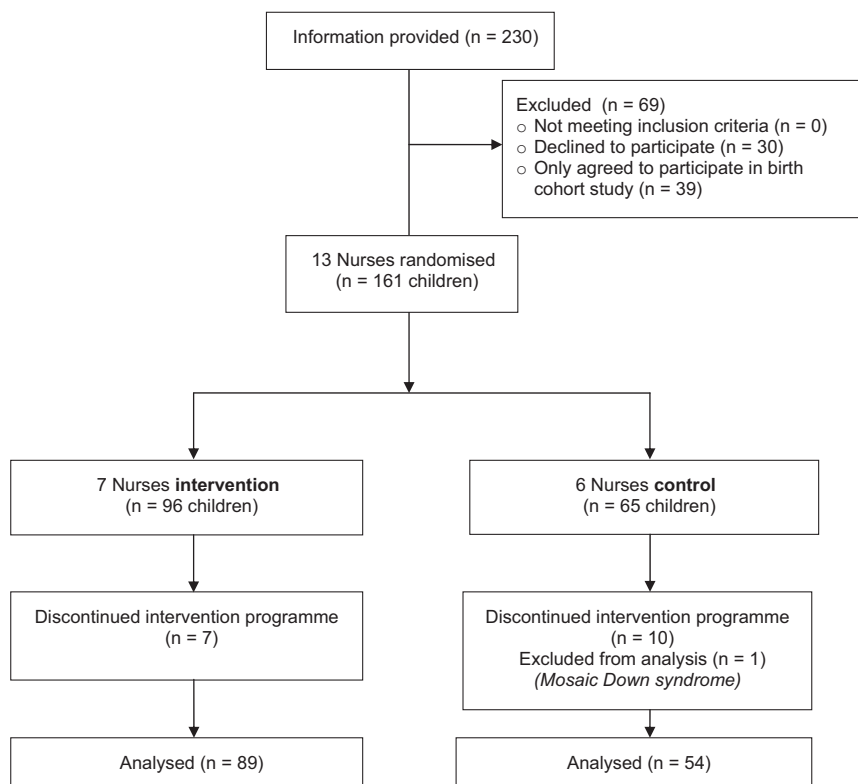 Information provided (n = 230)
Excluded (n = 69)
○ Not meeting inclusion criteria (n = 0)
○ Declined to participate (n = 30)
○ Only agreed to participate in birth
cohort study (n = 39)
13 Nurses randomised
(n = 161 children)
7 Nurses intervention
(n = 96 children)
6 Nurses control
(n = 65 children)
Discontinued intervention programme
(n = 7)
Discontinued intervention programme
(n = 10)
Excluded from analysis (n = 1)
(Mosaic Down syndrome)
Analysed (n = 89)
Analysed (n = 54)